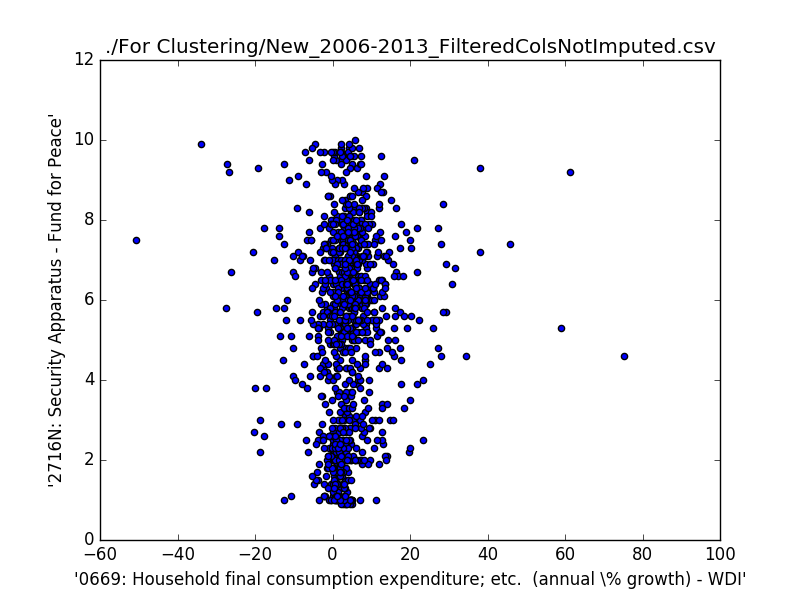 ./For Clustering/New_2006-2013_FilteredColsNotImputed.csv
12
10
8
6
4
2
0
'2716N: Security Apparatus - Fund for Peace'
−60 −40 −20 0 20 40 60 80 100
'0669: Household final consumption expenditure; etc.  (annual \% growth) - WDI'